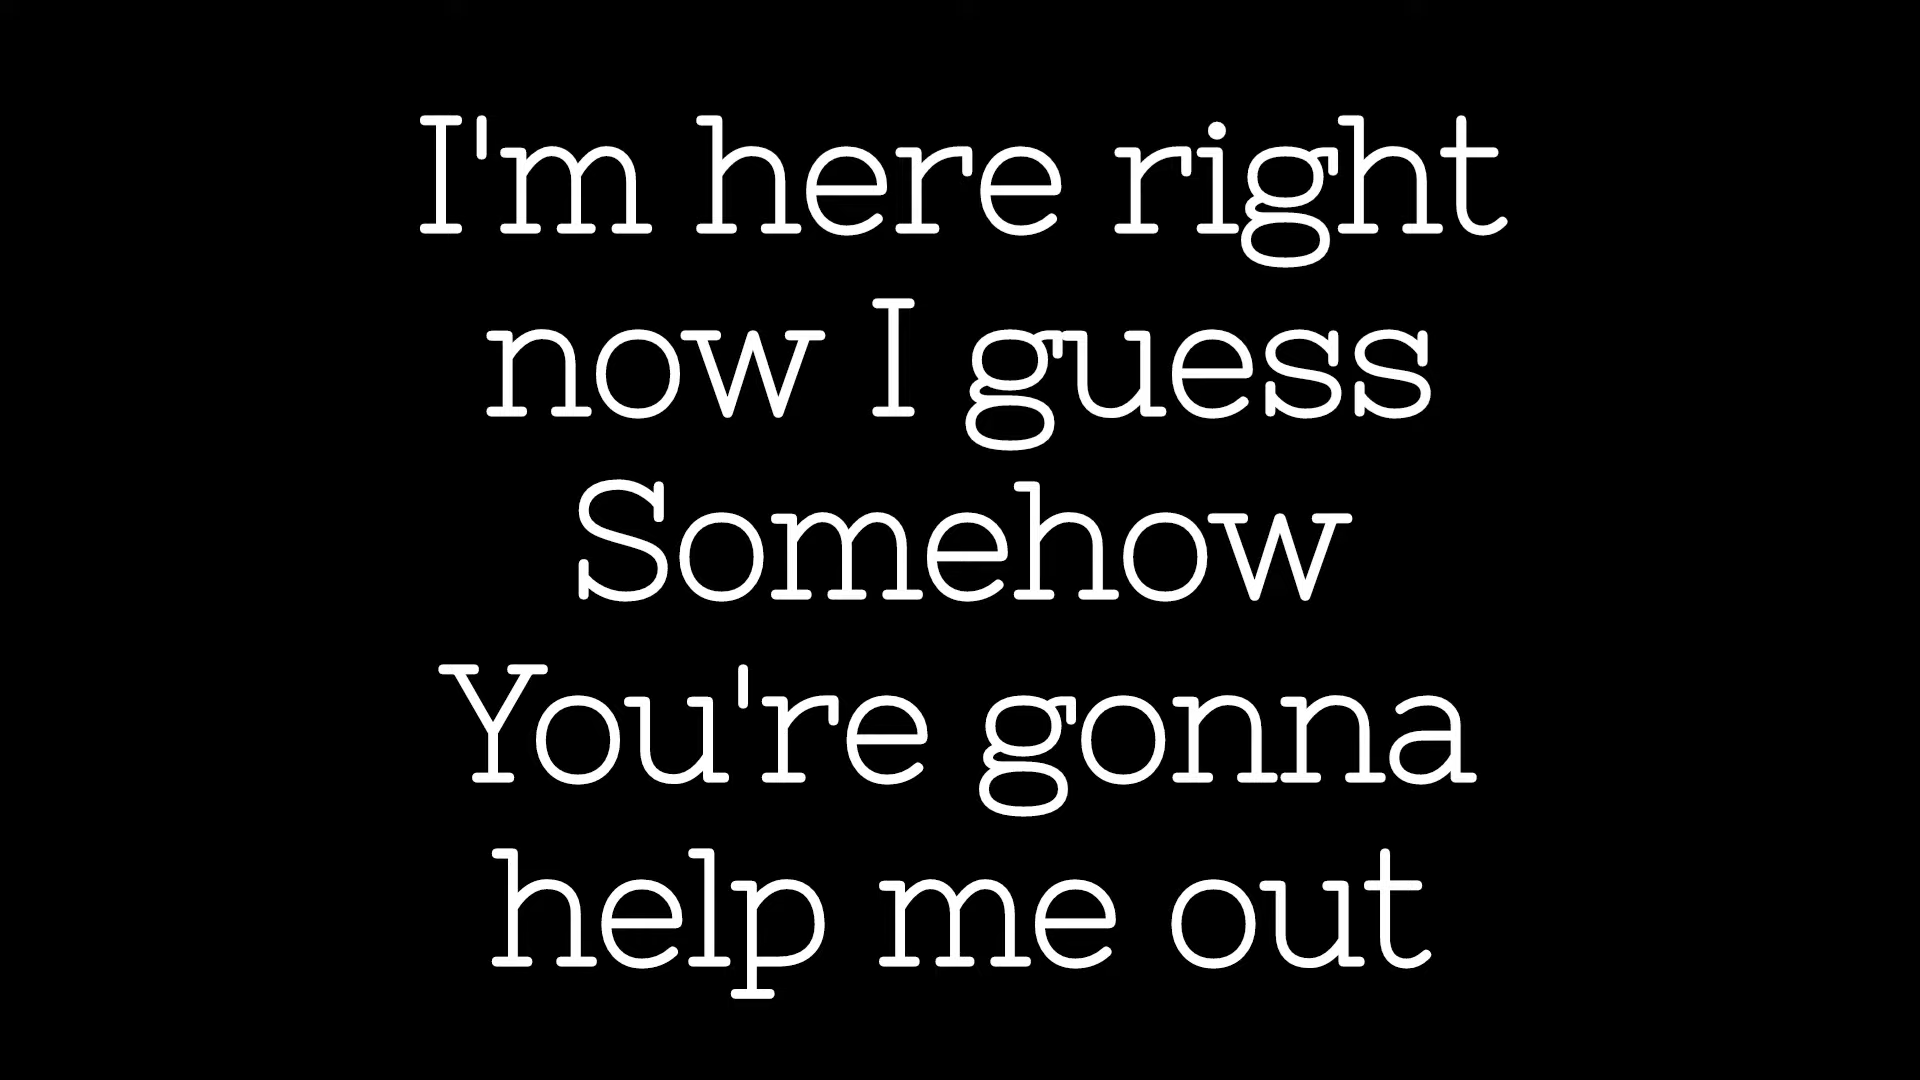 I'm here right
now I guess
Somehow
You're gonna
help me out